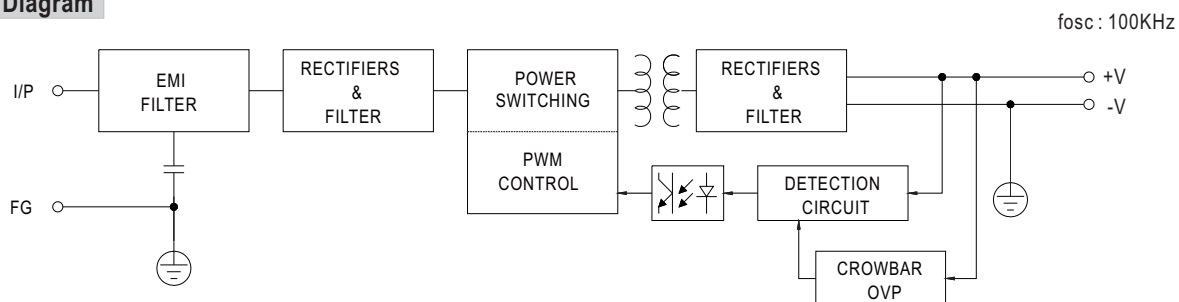 Diagram
fosc : 100KHz
I/P
EMI
FILTER
RECTIFIERS
&
FILTER
POWER
SWITCHING
PWM
CONTROL
RECTIFIERS
&
FILTER
+V
-V
DETECTION
CIRCUIT
FG
CROWBAR
OVP